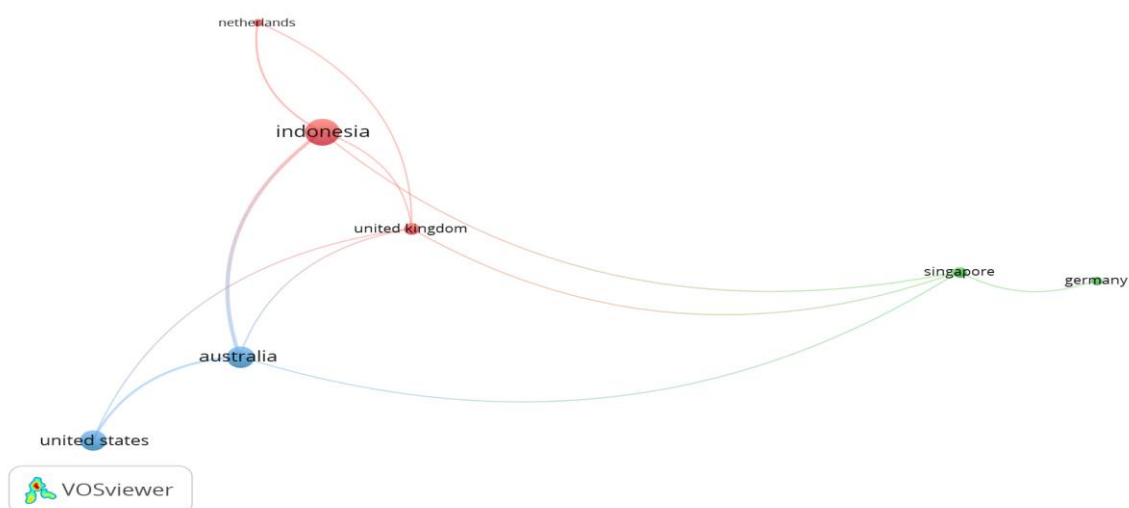 netherlands
indonesia
united kingdom
singapore
germany
australia
united states
VOSviewer